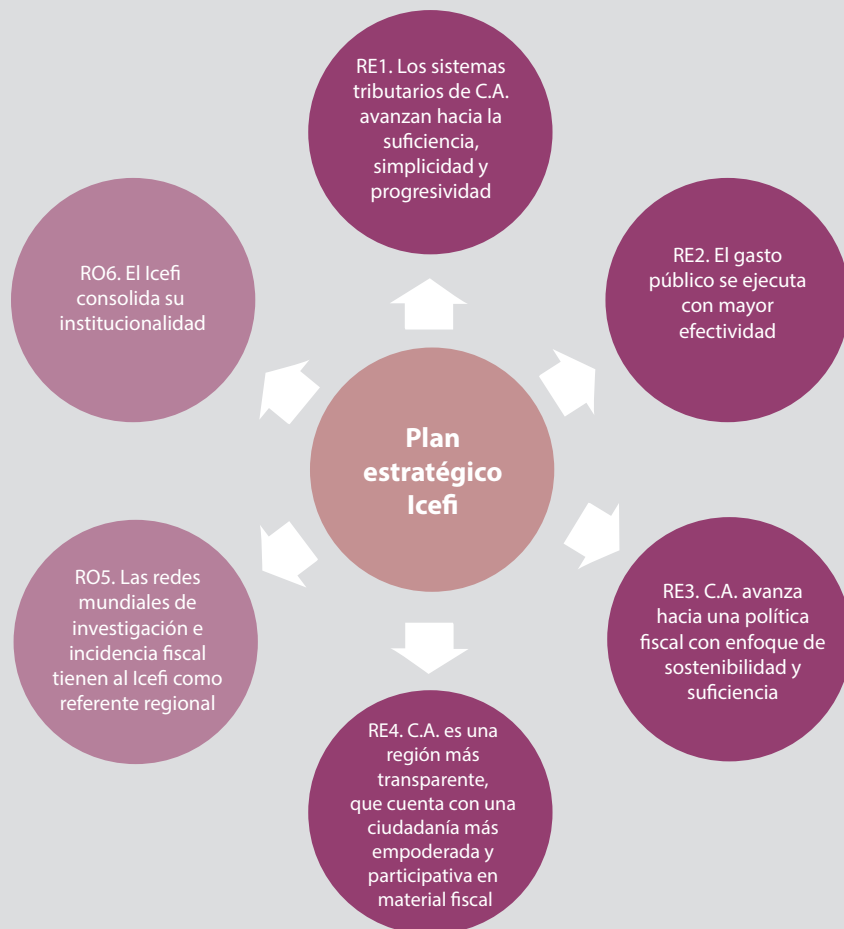 RE1. Los sistemas
tributarios de C.A.
avanzan hacia la
suficiencia,
simplicidad y
progresividad
RE2. El gasto
público se ejecuta
con mayor
efectividad
RE3. C.A. avanza
hacia una política
fiscal con enfoque de
sostenibilidad y
suficiencia
RE4. C.A. es una
región más
transparente,
que cuenta con una
ciudadanía más
empoderada y
participativa en
material fiscal
RO5. Las redes
mundiales de
investigación e
incidencia fiscal
tienen al Icefi como
referente regional
RO6. El Icefi
consolida su
institucionalidad
Plan
estratégico
Icefi